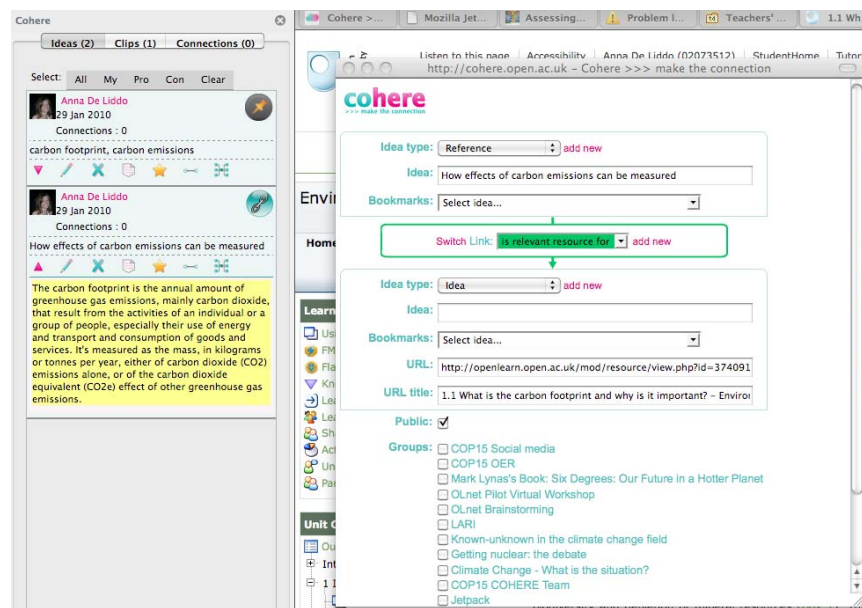 Cohere
Ideas (2) Clips (1) Connections (0)
Select: All My Pro Con Clear
Anna De Liddo
29 Jan 2010
Connections : 0
carbon footprint, carbon emissions
Anna De Liddo
29 Jan 2010
Connections : 0
How effects of carbon emissions can be measured
The carbon footprint is the annual amount of
greenhouse gas emissions, mainly carbon dioxide,
that result from the activities of an individual or a
group of people, especially their use of energy
and transport and consumption of goods and
services. It's measured as the mass, in kilograms
or tonnes per year, either of carbon dioxide (CO2)
emissions alone, or of the carbon dioxide
equivalent (CO2e) effect of other greenhouse gas
emissions.
Cohere >... Mozilla Jet... Assessing... Problem l... Teachers' ... 1.1 Wh
Listen to this page Accessibility Anna De Liddo (02073512) StudentHome Tutor
http://cohere.open.ac.uk – Cohere >>> make the connection
cohere
>>> make the connection
Idea type: Reference add new
Idea: How effects of carbon emissions can be measured
Bookmarks: Select idea...
Switch Link: is relevant resource for add new
Idea type: Idea add new
Idea:
Bookmarks: Select idea...
URL: http://openlearn.open.ac.uk/mod/resource/view.php?id=374091
URL title: 1.1 What is the carbon footprint and why is it important? – Enviro
Public:
Groups: COP15 Social media
COP15 OER
Mark Lynas's Book: Six Degrees: Our Future in a Hotter Planet
OLnet Pilot Virtual Workshop
OLnet Brainstorming
LARI
Known-unknown in the climate change field
Getting nuclear: the debate
Climate Change - What is the situation?
COP15 COHERE Team
Jetpack
Envi
Home
Learn
Us
FM
Fla
Kn
Lea
Lea
Sh
Act
Un
Par
Unit
Ou
Int
1 I